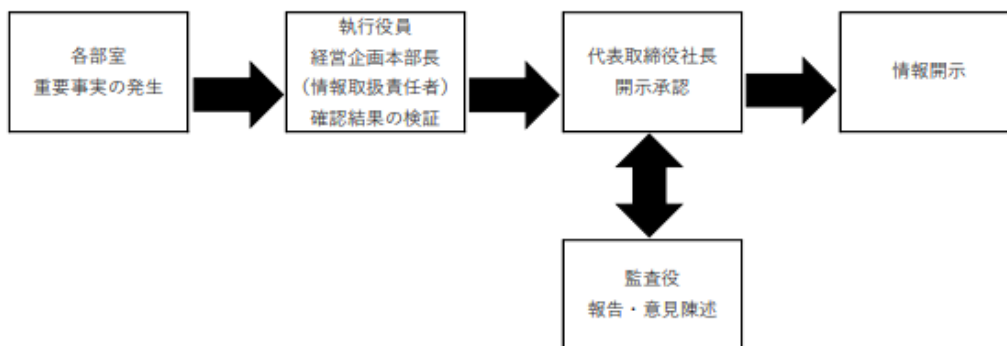 各部室
重要事実の発生
執行役員
経営企画本部長
（情報取扱責任者）
確認結果の検証
代表取締役社長
開示承認
情報開示
監査役
報告・意見陳述